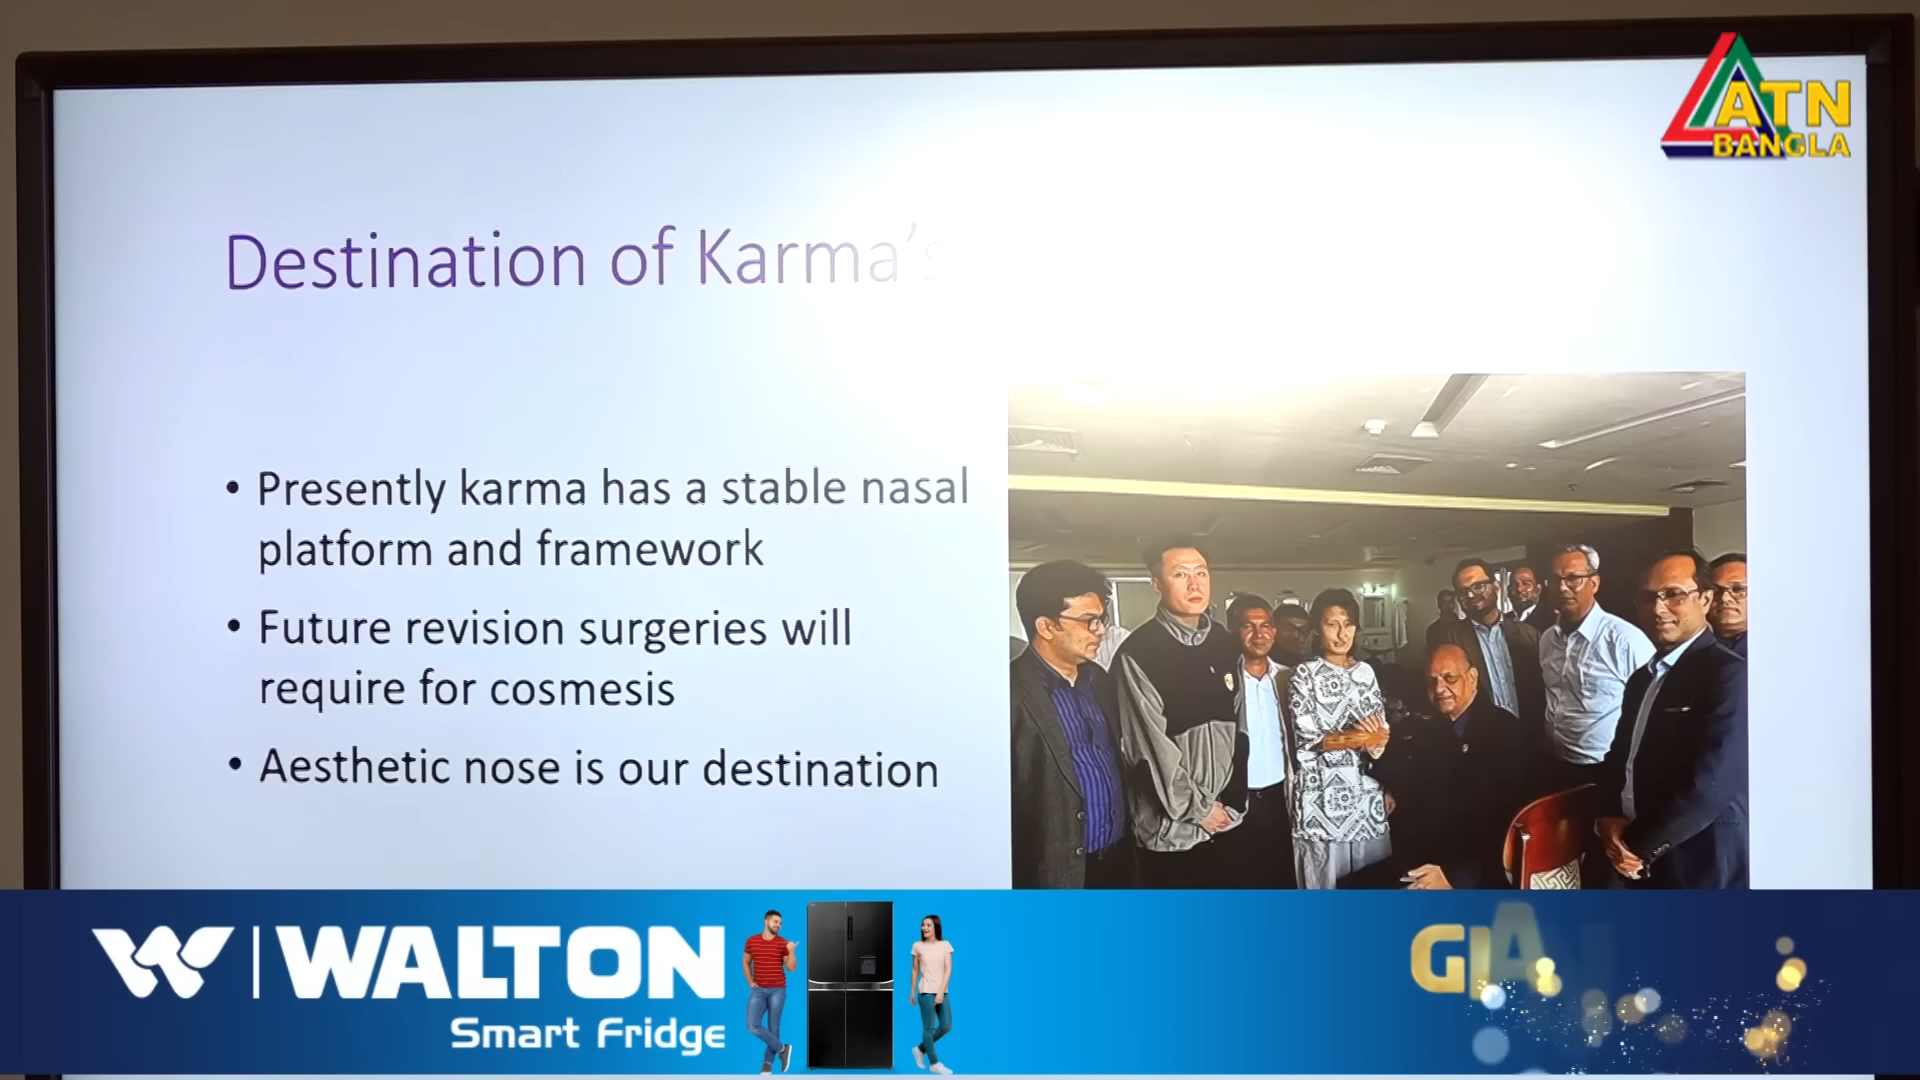 ATN
BANGLA
Destination of Karma's
• Presently karma has a stable nasal
platform and framework
• Future revision surgeries will
require for cosmesis
• Aesthetic nose is our destination
WALTON
Smart Fridge